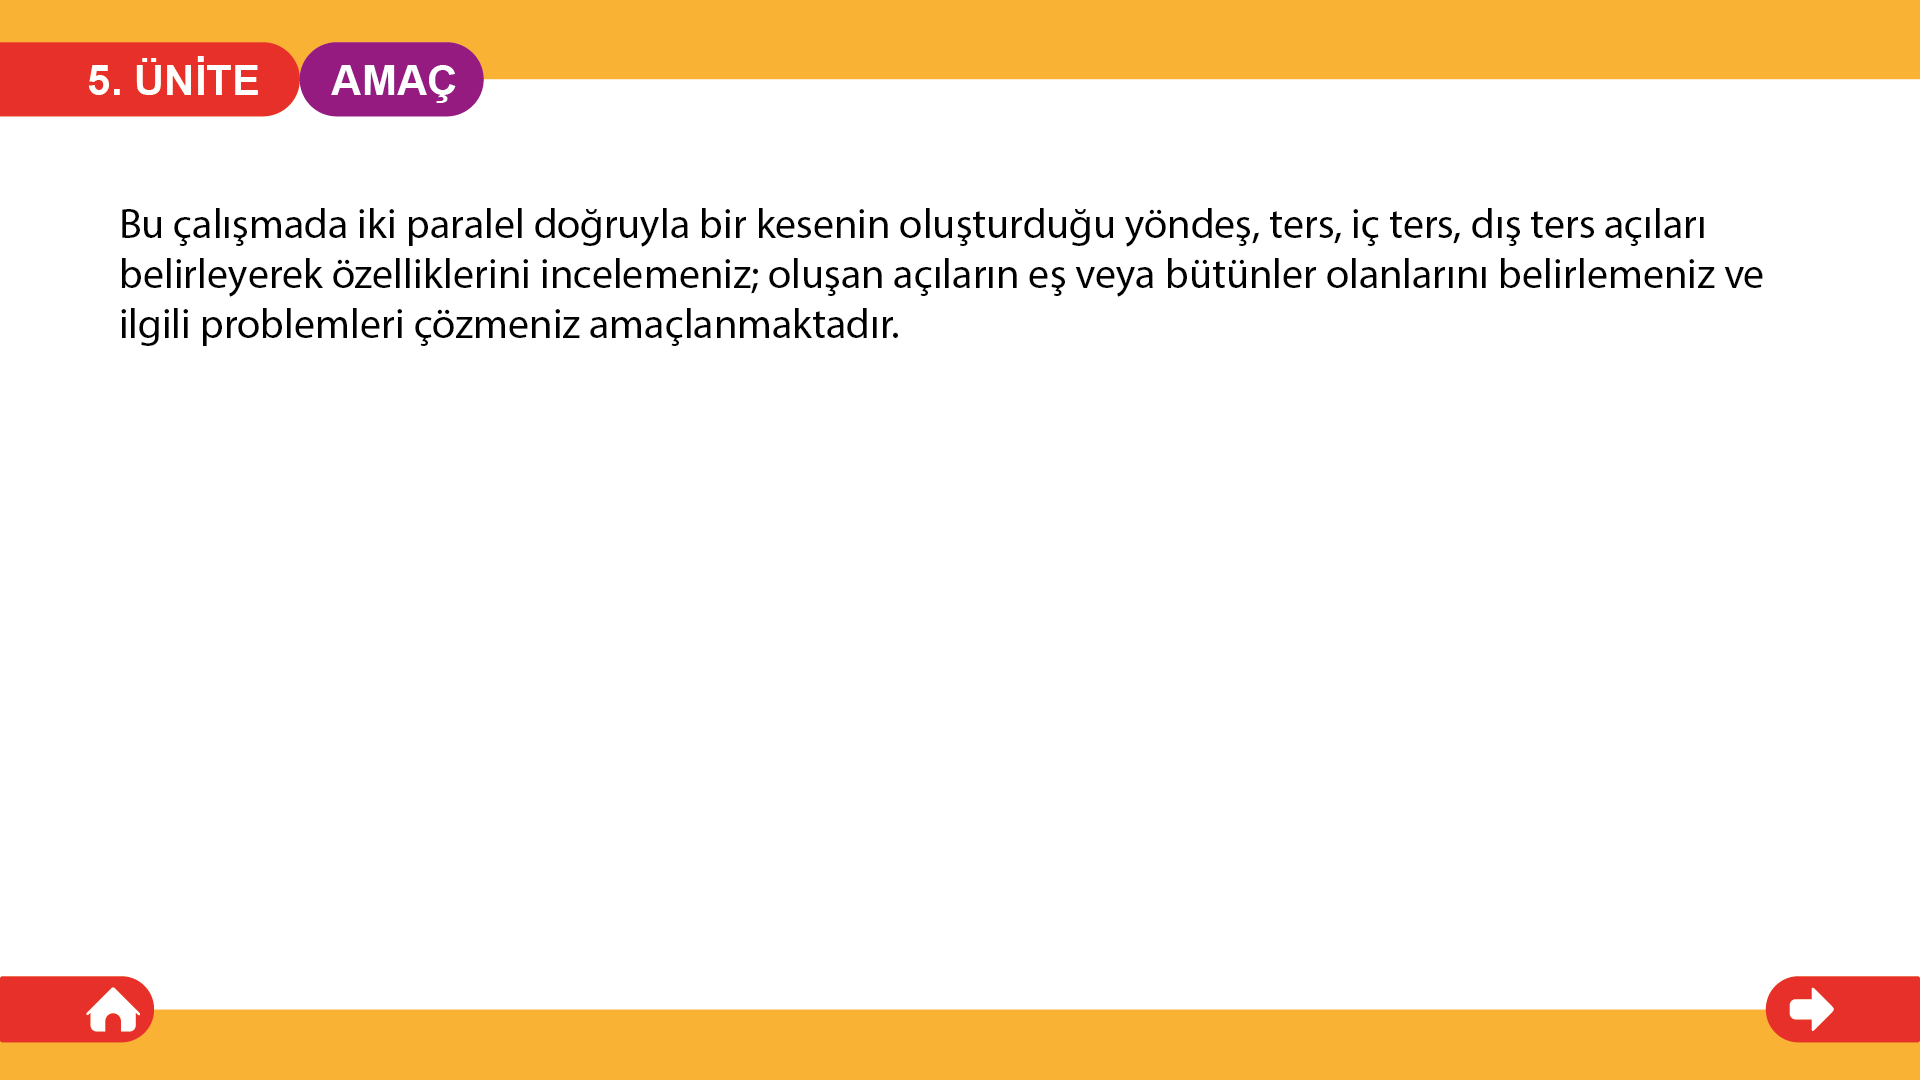 5. ÜNİTE AMAÇ
Bu çalışmada iki paralel doğruyla bir kesenin oluşturduğu yöndeş, ters, iç ters, dış ters açıları
belirleyerek özelliklerini incelemeniz; oluşan açıların eş veya bütünler olanlarını belirlemeniz ve
ilgili problemleri çözmeniz amaçlanmaktadır.